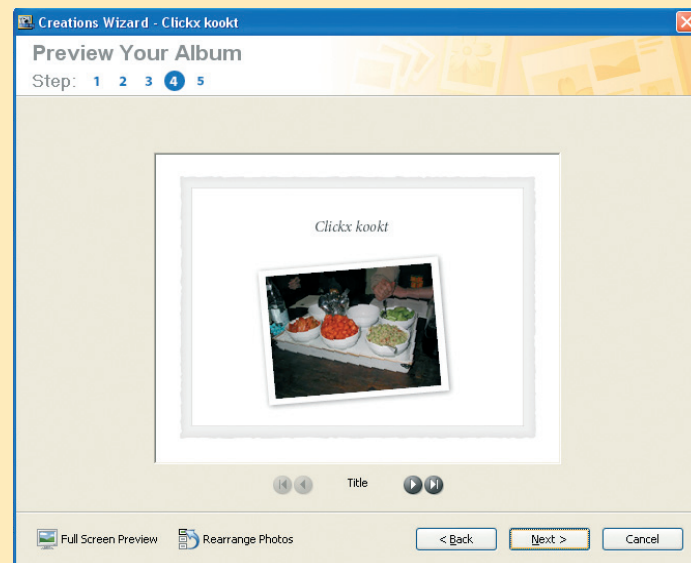 Creations Wizard - Clickx kookt
Preview Your Album
Step: 1 2 3 4 5
Clickx kookt
Title
Full Screen Preview
Rearrange Photos
< Back
Next >
Cancel